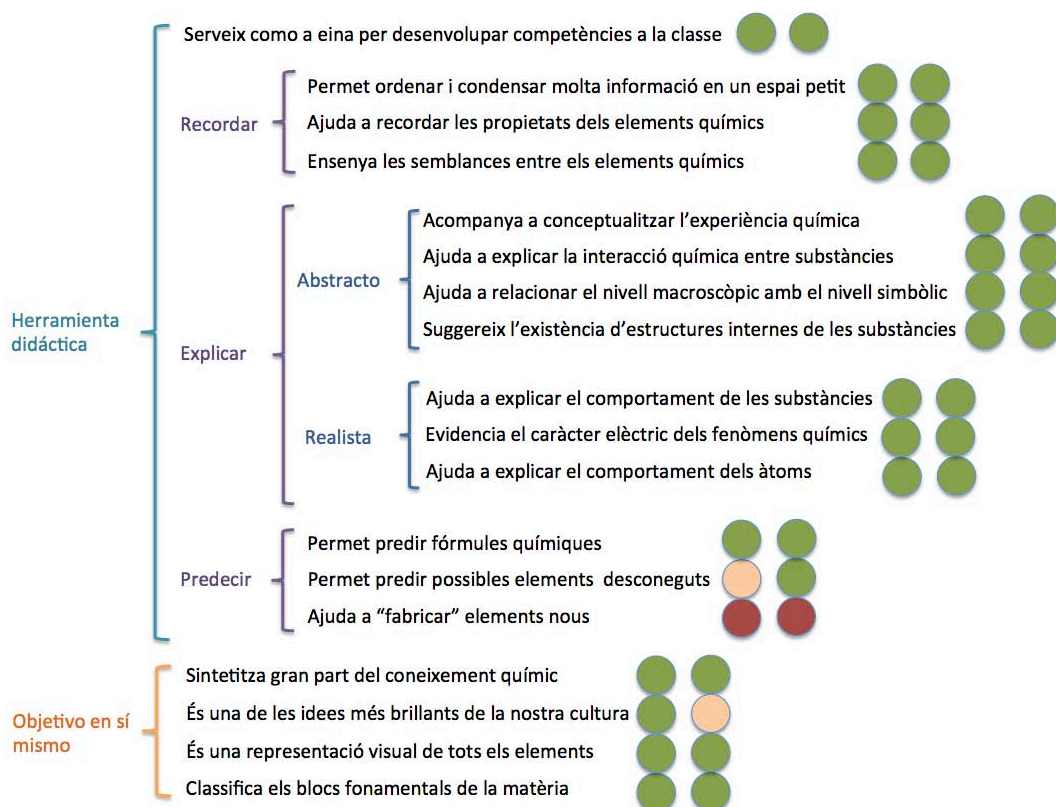 Serveix com a eina per desenvolupar competències a la classe
Recordar
Permet ordenar i condensar molta informació en un espai petit
Ajuda a recordar les propietats dels elements químics
Ensenya les semblances entre els elements químics
Herramienta
didáctica
Explicar
Abstracto
Acompanya a conceptualitzar l’experiència química
Ajuda a explicar la interacció química entre substàncies
Ajuda a relacionar el nivell macroscòpic amb el nivell simbòlic
Suggereix l’existència d’estructures internes de les substàncies
Realista
Ajuda a explicar el comportament de les substàncies
Evidencia el caràcter elèctric dels fenòmens químics
Ajuda a explicar el comportament dels àtoms
Predecir
Permet predir fórmules químiques
Permet predir possibles elements desconeguts
Ajuda a “fabricar” elements nous
Objetivo en sí
mismo
Sintetitza gran part del coneixement químic
És una de les idees més brillants de la nostra cultura
És una representació visual de tots els elements
Classifica els blocs fonamentals de la matèria